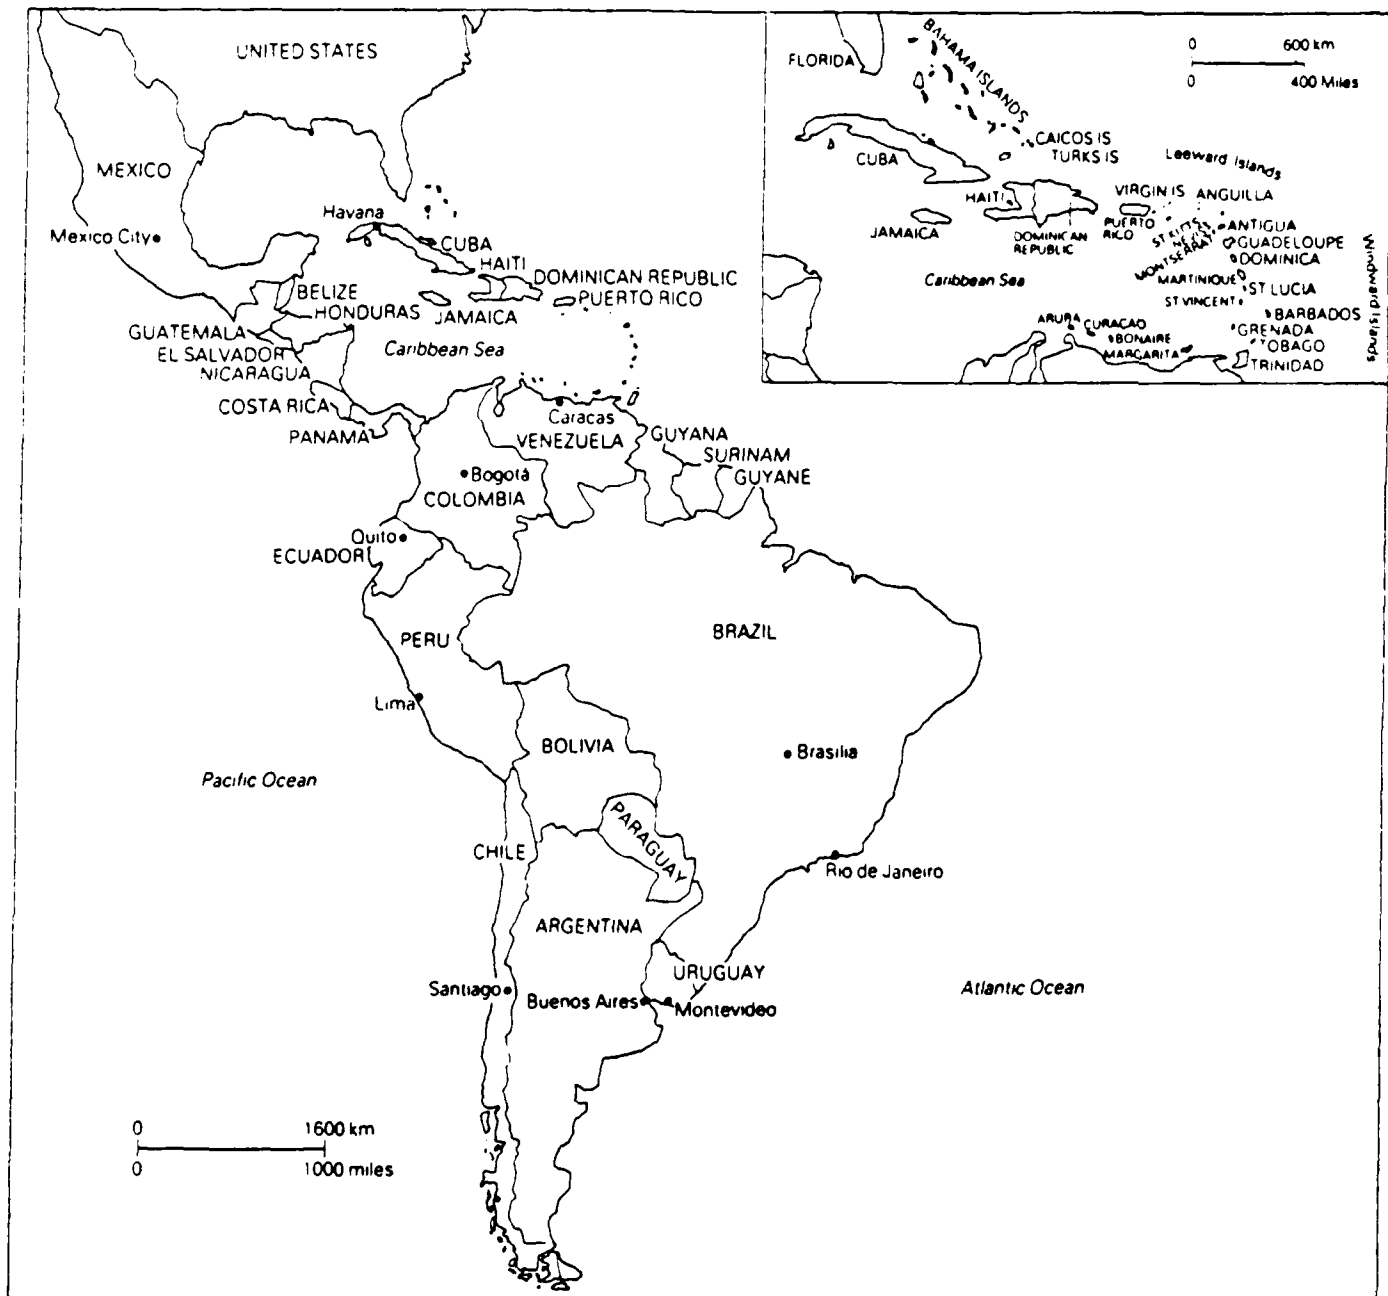 UNITED STATES
MEXICO
Mexico City
Havana
CUBA
HAITI
DOMINICAN REPUBLIC
PUERTO RICO
BELIZE
HONDURAS
JAMAICA
GUATEMALA
EL SALVADOR
NICARAGUA
Caribbean Sea
COSTA RICA
PANAMA
Caracas
VENEZUELA
GUYANA
SURINAM
GUYANE
Bogotá
COLOMBIA
Quito
ECUADOR
PERU
BRAZIL
Lima
BOLIVIA
Brasilia
Pacific Ocean
PARAGUAY
CHILE
Rio de Janeiro
ARGENTINA
URUGUAY
Santiago
Buenos Aires
Montevideo
Atlantic Ocean
0 1600 km
0 1000 miles
FLORIDA
BAHAMA ISLANDS
0 600 km
0 400 Miles
CUBA
CAICOS IS
TURKS IS
Leeward Islands
HAITI
VIRGIN IS
ANGUILLA
JAMAICA
DOMINICAN
REPUBLIC
PUERTO
RICO
ST KITTS
NEVIS
MONTSERRAT
ANTIGUA
GUADELOUPE
DOMINICA
MARTINIQUE
ST LUCIA
ST VINCENT
BARBADOS
Caribbean Sea
ARUBA
CURACAO
BONAIRE
MARGARITA
GRENADA
TOBAGO
TRINIDAD
Windward Islands